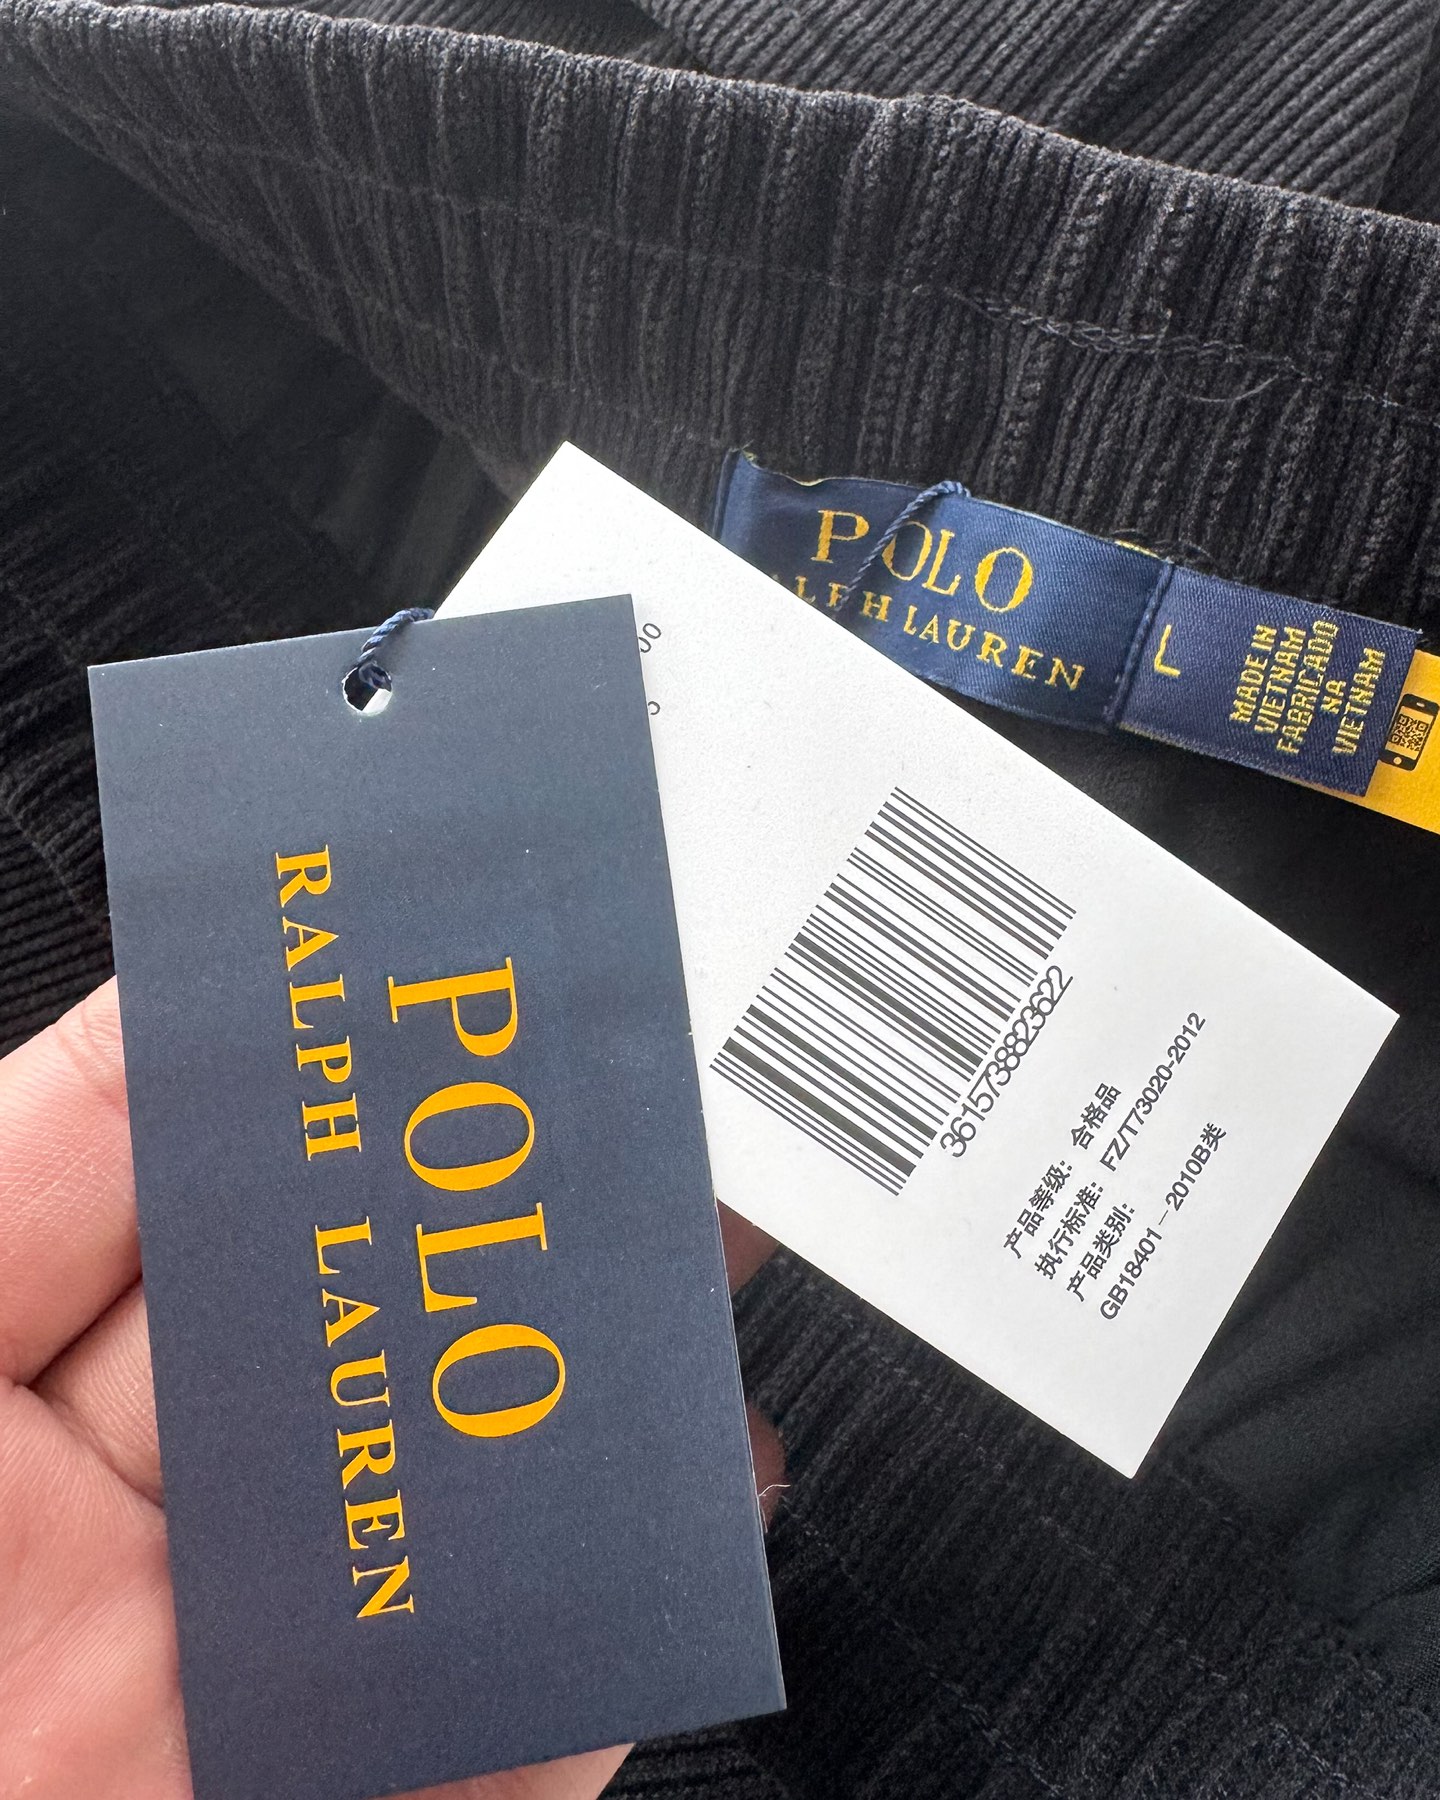 POLO
RALPH LAUREN
POLO
RALPH LAUREN
L
MADE IN
VIETNAM
FABRICADO
NA
VIETNAM
3615738823622
产品等级: 合格品
执行标准: FZ/T73020-2012
产品类别:
GB18401－2010B类